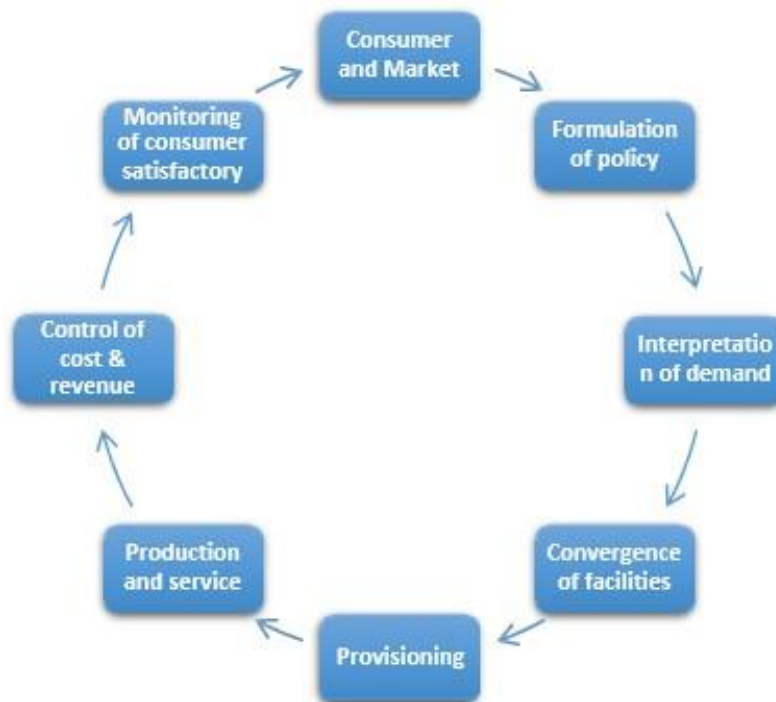 Consumer
and Market
Formulation
of policy
Interpretatio
n of demand
Convergence
of facilities
Provisioning
Production
and service
Control of
cost &
revenue
Monitoring
of consumer
satisfactory